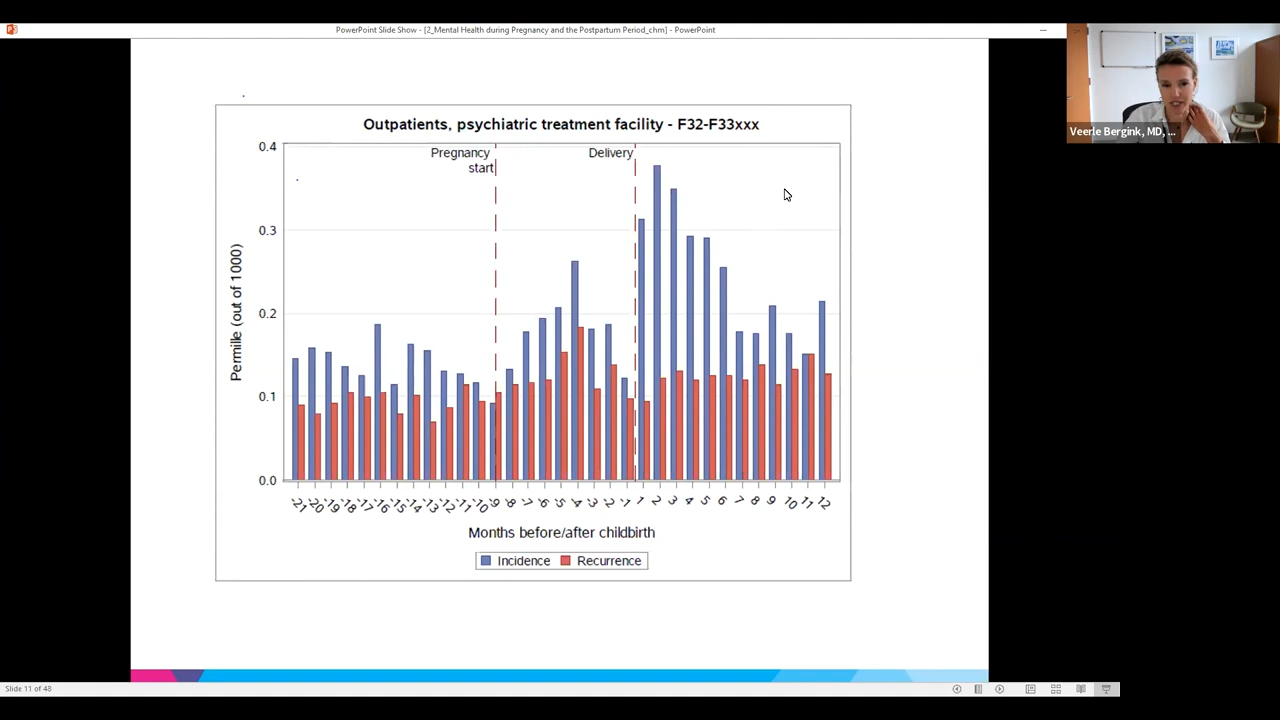 PowerPoint Slide Show - [2_Mental Health during Pregnancy and the Postpartum Period_chm] - PowerPoint
Veerle Bergink, MD, ...
Outpatients, psychiatric treatment facility - F32-F33xxx
Pregnancy
start
Delivery
0.4
0.3
0.2
0.1
0.0
Permille (out of 1000)
-21 -20 -19 -18 -17 -16 -15 -14 -13 -12 -11 -10 -9 -8 -7 -6 -5 -4 -3 -2 -1 1 2 3 4 5 6 7 8 9 10 11 12
Months before/after childbirth
Incidence Recurrence
Slide 11 of 48